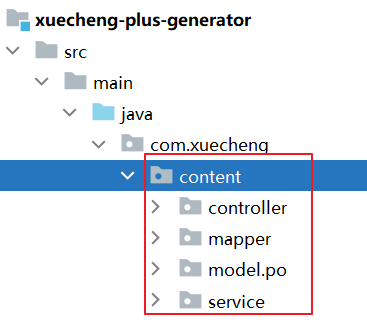 xuecheng-plus-generator
src
main
java
com.xuecheng
content
controller
mapper
model.po
service